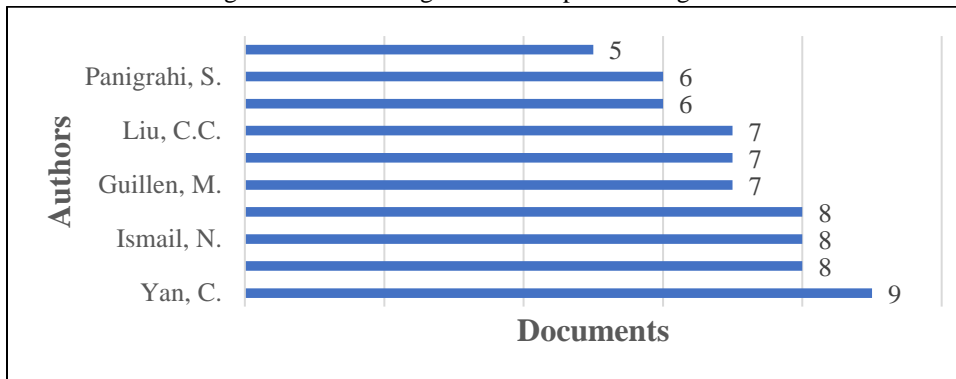 5
Panigrahi, S.
6
6
Liu, C.C.
7
7
Guillen, M.
7
8
Ismail, N.
8
8
Yan, C.
9
Authors
Documents